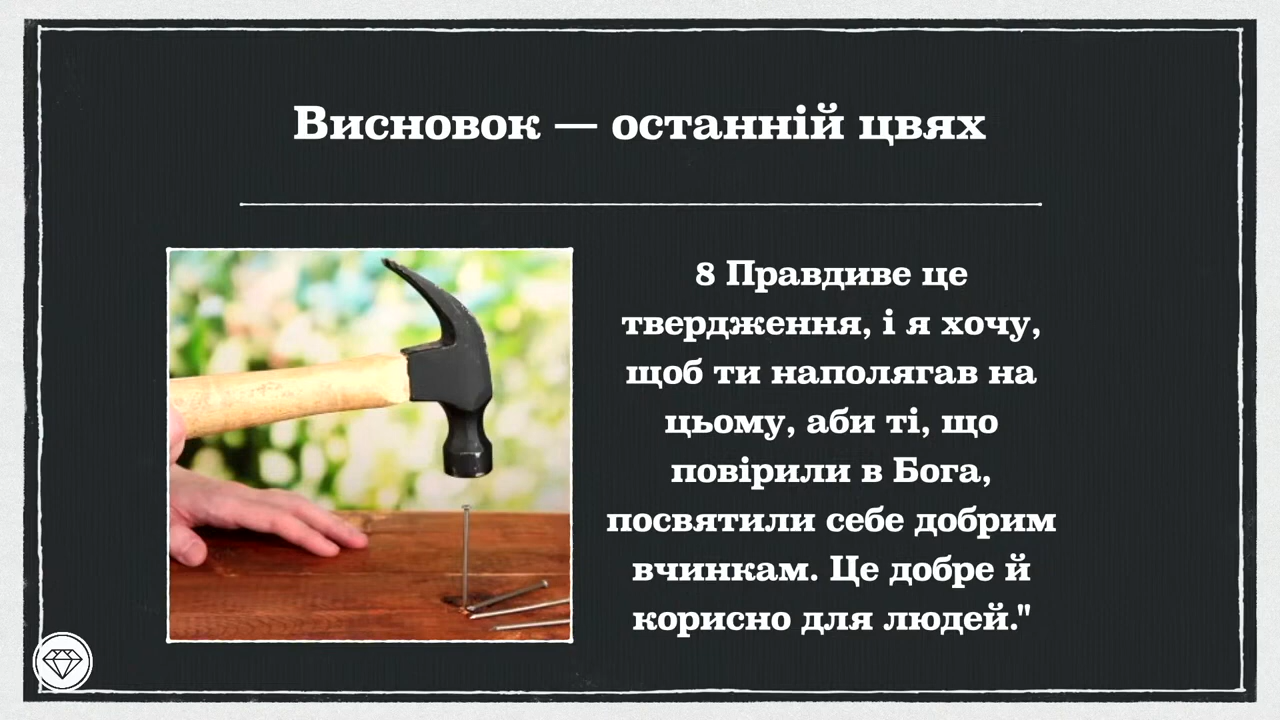 Висновок — останній цвях
8 Правдиве це
твердження, і я хочу,
щоб ти наполягав на
цьому, аби ті, що
повірили в Бога,
посвятили себе добрим
вчинкам. Це добре й
корисно для людей."